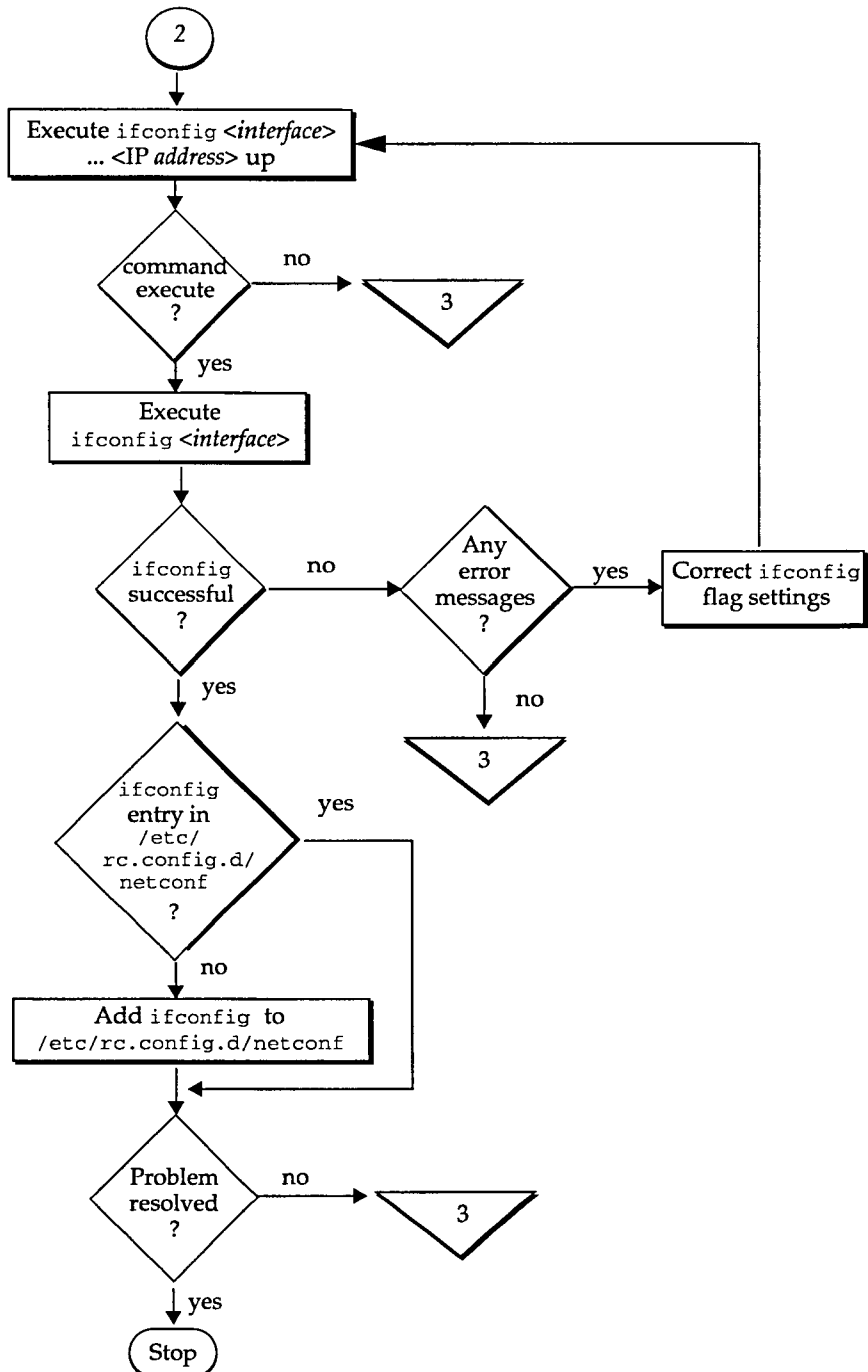 2
Execute ifconfig <interface>
... <IP address> up
command
execute
?
no
3
yes
Execute
ifconfig <interface>
ifconfig
successful
?
no
Any
error
messages
?
yes
Correct ifconfig
flag settings
no
3
yes
ifconfig
entry in
/etc/
rc.config.d/
netconf
?
yes
no
Add ifconfig to
/etc/rc.config.d/netconf
Problem
resolved
?
no
3
yes
Stop